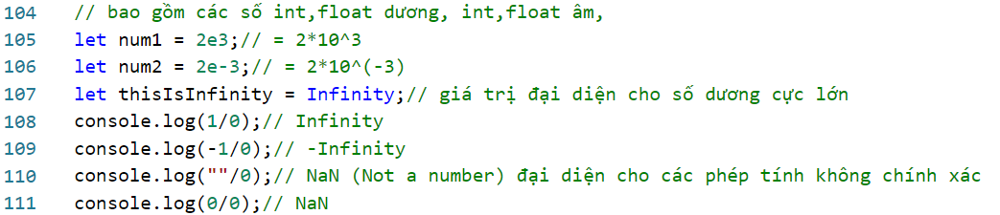 104 // bao gồm các số int,float dương, int,float âm,
105 let num1 = 2e3;// = 2*10^3
106 let num2 = 2e-3;// = 2*10^(-3)
107 let thisIsInfinity = Infinity;// giá trị đại diện cho số dương cực lớn
108 console.log(1/0);// Infinity
109 console.log(-1/0);// -Infinity
110 console.log(""/0);// NaN (Not a number) đại diện cho các phép tính không chính xác
111 console.log(0/0);// NaN